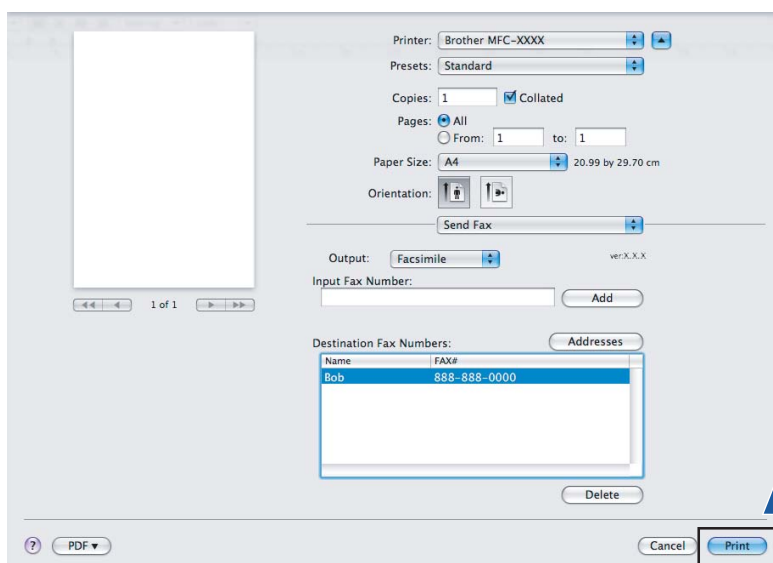 Printer: Brother MFC-XXXX
Presets: Standard
Copies: 1 Collated
Pages: All
From: 1 to: 1
Paper Size: A4 20.99 by 29.70 cm
Orientation:
Send Fax
Output: Facsimile ver:X.X.X
Input Fax Number:
Add
1 of 1
Destination Fax Numbers: Addresses
Name FAX#
Bob 888-888-0000
Delete
? PDF▼ Cancel Print